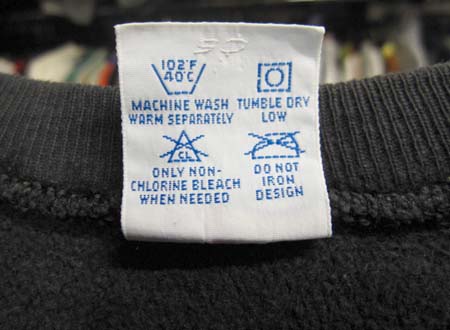 102°F
40°C
MACHINE WASH
WARM SEPARATELY
TUMBLE DRY
LOW
CL
ONLY NON-
CHLORINE BLEACH
WHEN NEEDED
DO NOT
IRON
DESIGN